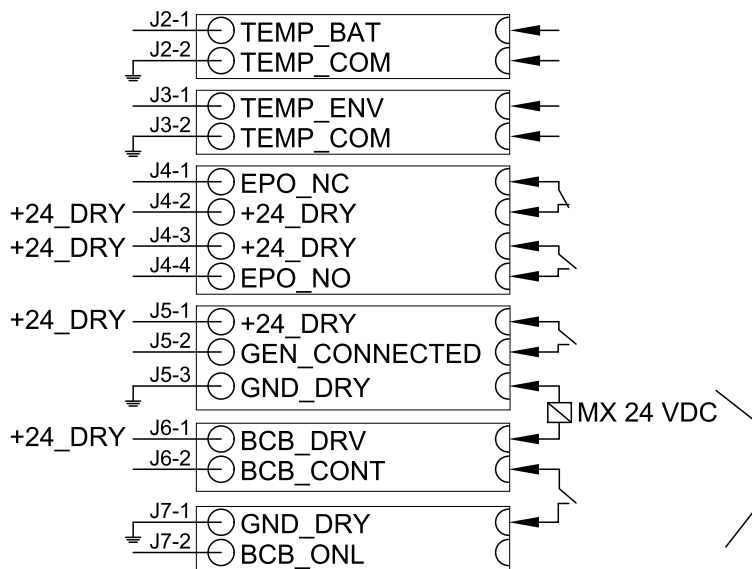 J2-1 TEMP_BAT
J2-2 TEMP_COM
J3-1 TEMP_ENV
J3-2 TEMP_COM
J4-1 EPO_NC
+24_DRY J4-2 +24_DRY
+24_DRY J4-3 +24_DRY
J4-4 EPO_NO
+24_DRY J5-1 +24_DRY
J5-2 GEN_CONNECTED
J5-3 GND_DRY
MX 24 VDC
+24_DRY J6-1 BCB_DRV
J6-2 BCB_CONT
J7-1 GND_DRY
J7-2 BCB_ONL